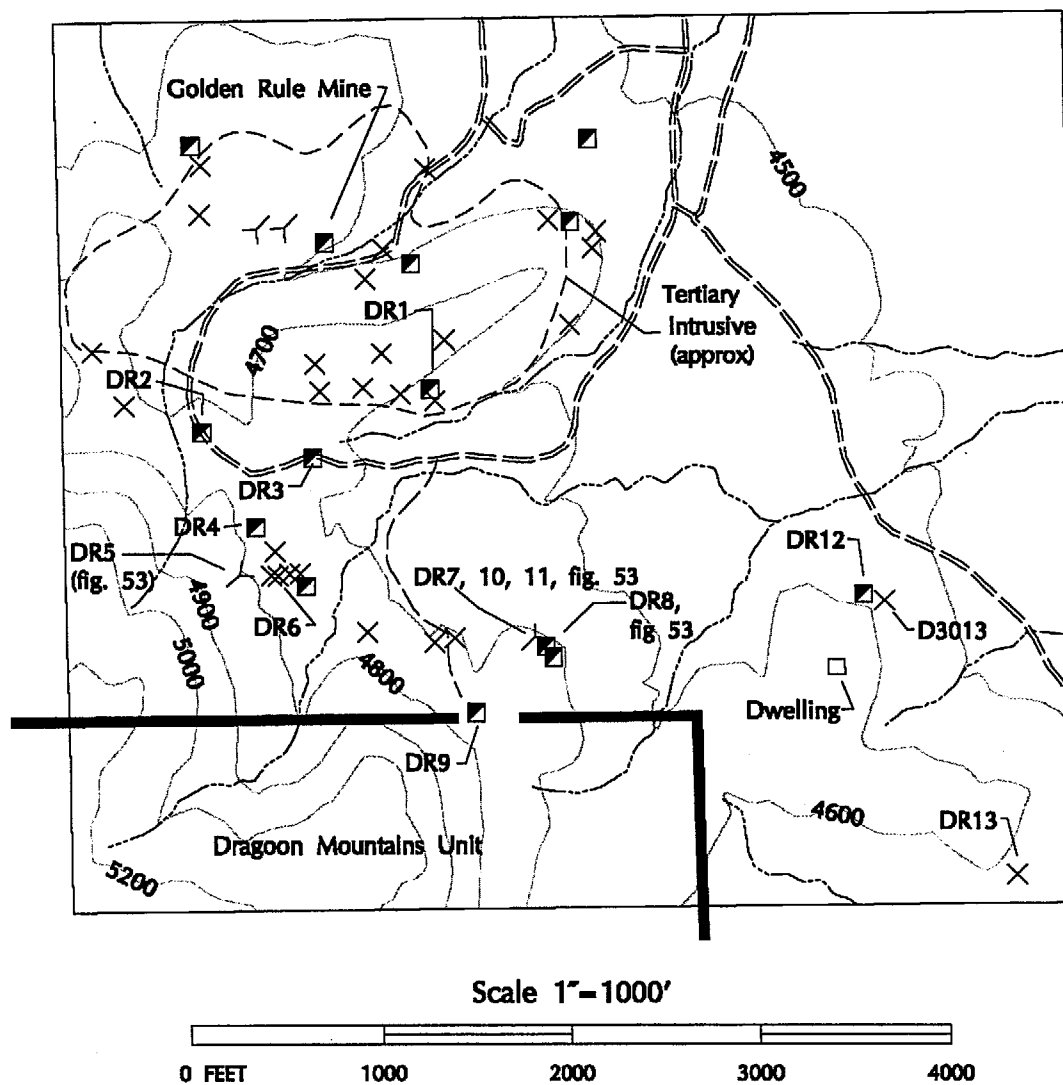 Golden Rule Mine
4500
DR1
Tertiary
intrusive
(approx)
4700
DR2
DR3
DR4
DR5
(fig. 53)
DR12
DR7, 10, 11, fig. 53
DR8,
fig 53
4900
DR6
D3013
5000
4800
Dwelling
DR9
4600
DR13
Dragoon Mountains Unit
5200
Scale 1"=1000'
0 FEET 1000 2000 3000 4000